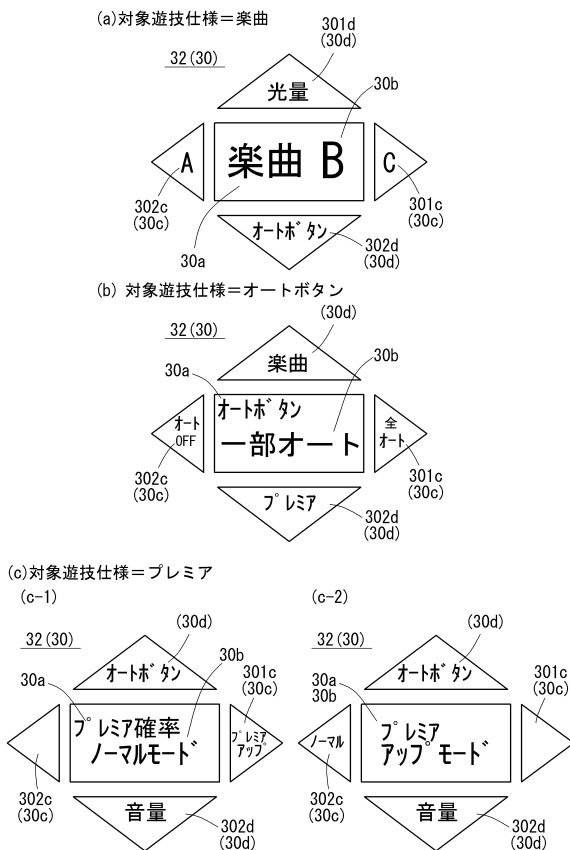 (a)対象遊技仕様＝楽曲
32(30)
301d
(30d)
30b
光量
A
楽曲 B
C
302c
(30c)
301c
(30c)
30a
オートボタン
302d
(30d)
(b) 対象遊技仕様＝オートボタン
32(30)
(30d)
30a
30b
楽曲
オートボタン
一部オート
オート
OFF
全
オート
302c
(30c)
301c
(30c)
プレミア
302d
(30d)
(c)対象遊技仕様＝プレミア
(c-1)
32(30)
(30d)
30a
30b
301c
(30c)
オートボタン
プレミア確率
ノーマルモード
プレミア
アップ
302c
(30c)
音量
302d
(30d)
(c-2)
32(30)
(30d)
30a
30b
301c
(30c)
オートボタン
ノーマル
プレミア
アップモード
302c
(30c)
音量
302d
(30d)